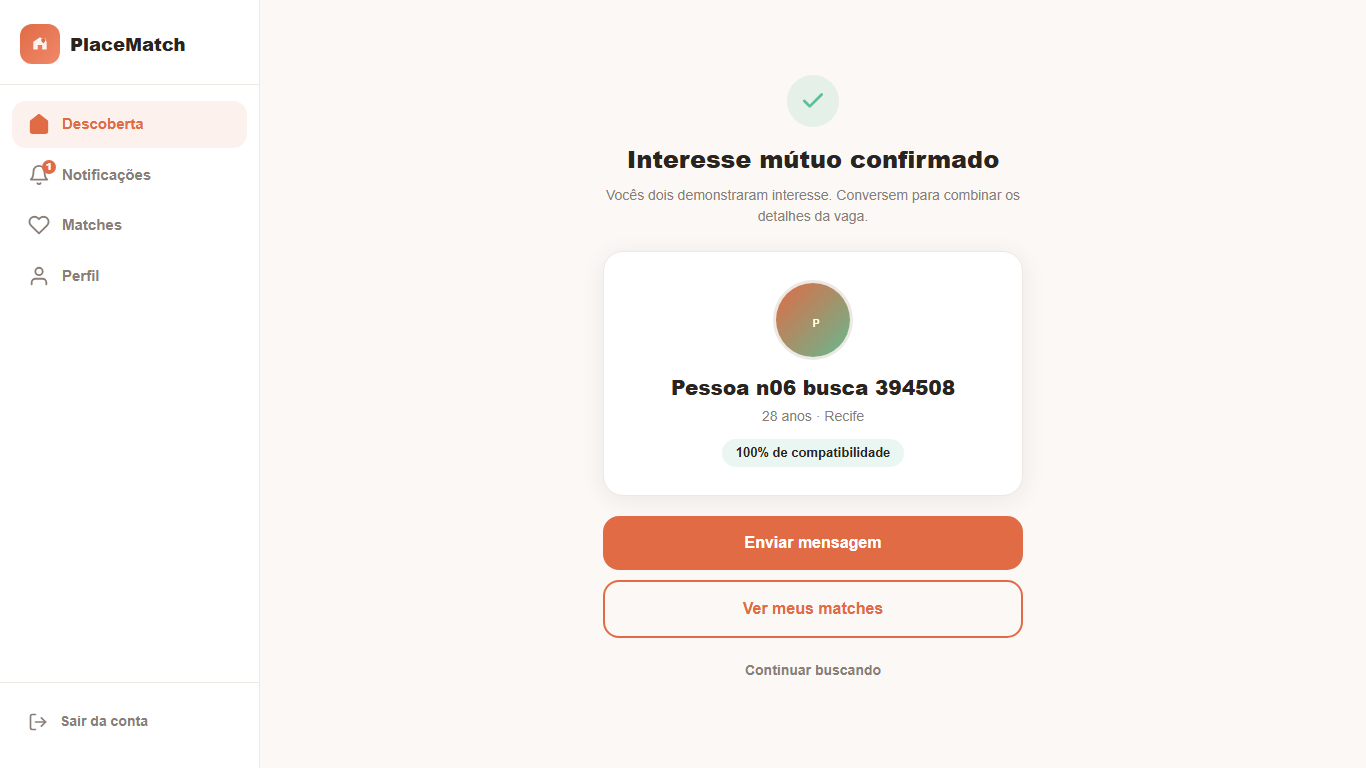 PlaceMatch
Descoberta
1
Notificações
Matches
Perfil
Sair da conta
Interesse mútuo confirmado
Vocês dois demonstraram interesse. Conversem para combinar os
detalhes da vaga.
P
Pessoa n06 busca 394508
28 anos · Recife
100% de compatibilidade
Enviar mensagem
Ver meus matches
Continuar buscando